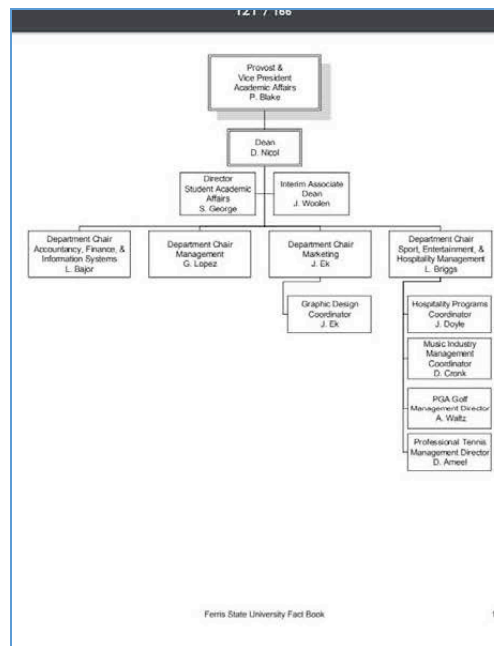 121 / 166
Provost &
Vice President
Academic Affairs
P. Blake
Dean
D. Nicol
Director
Student Academic
Affairs
S. George
Interim Associate
Dean
J. Woolen
Department Chair
Accountancy, Finance, &
Information Systems
L. Bajor
Department Chair
Management
G. Lopez
Department Chair
Marketing
J. Ek
Department Chair
Sport, Entertainment, &
Hospitality Management
L. Briggs
Graphic Design
Coordinator
J. Ek
Hospitality Programs
Coordinator
J. Doyle
Music Industry
Management
Coordinator
D. Cronk
PGA Golf
Management Director
A. Waltz
Professional Tennis
Management Director
D. Ameel
Ferris State University Fact Book